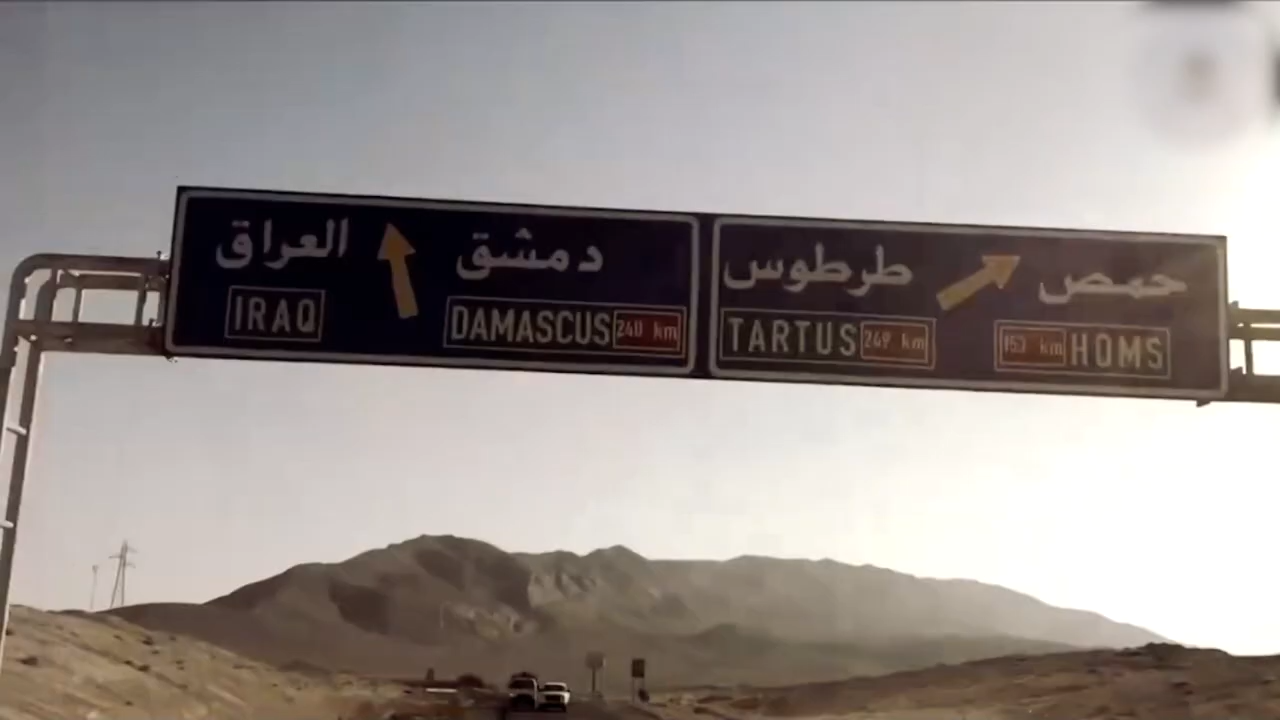 العراق
دمشق
IRAQ
DAMASCUS 240 km
طرطوس
حمص
TARTUS 249 km
153 km HOMS